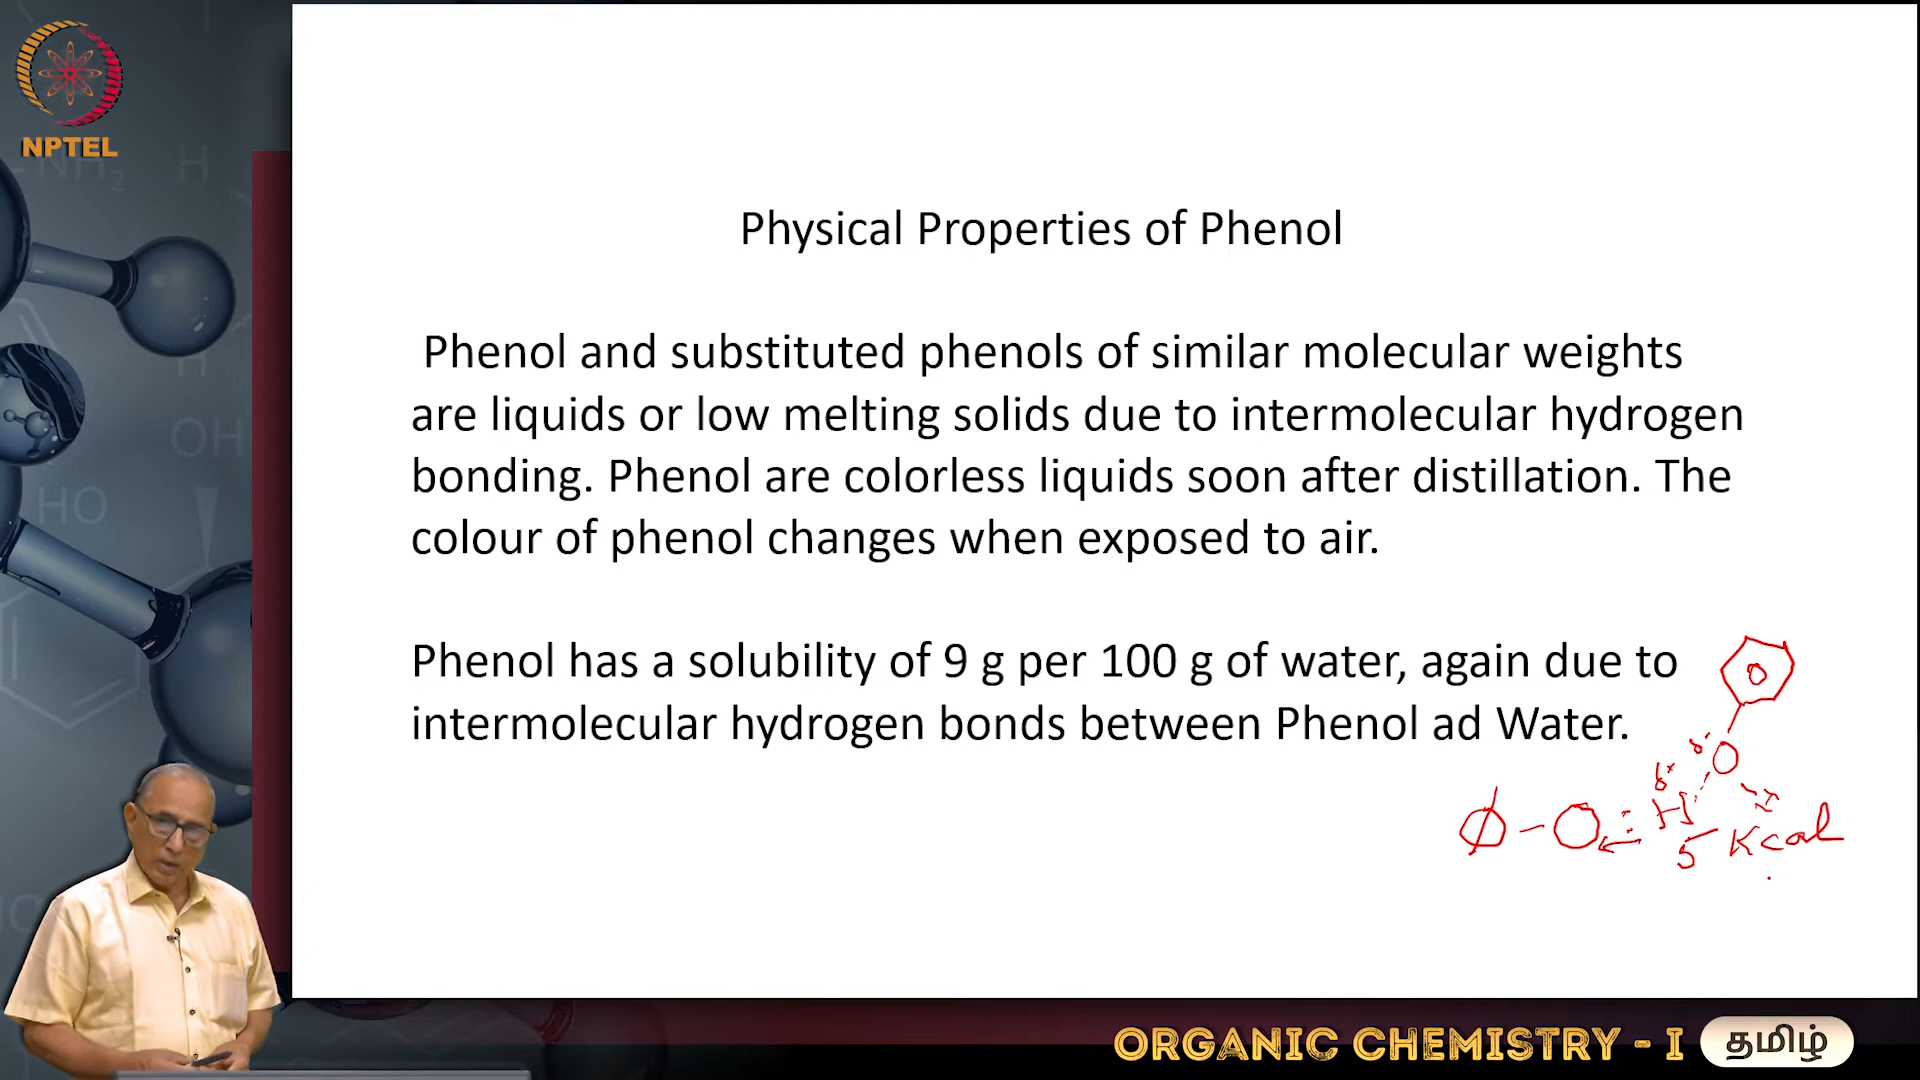 NPTEL
NH2
H
H
OH
HO
Physical Properties of Phenol
Phenol and substituted phenols of similar molecular weights
are liquids or low melting solids due to intermolecular hydrogen
bonding. Phenol are colorless liquids soon after distillation. The
colour of phenol changes when exposed to air.
Phenol has a solubility of 9 g per 100 g of water, again due to
intermolecular hydrogen bonds between Phenol ad Water.
δ- O
δ+
ϕ - O H
5 Kcal
ORGANIC CHEMISTRY - I தமிழ்